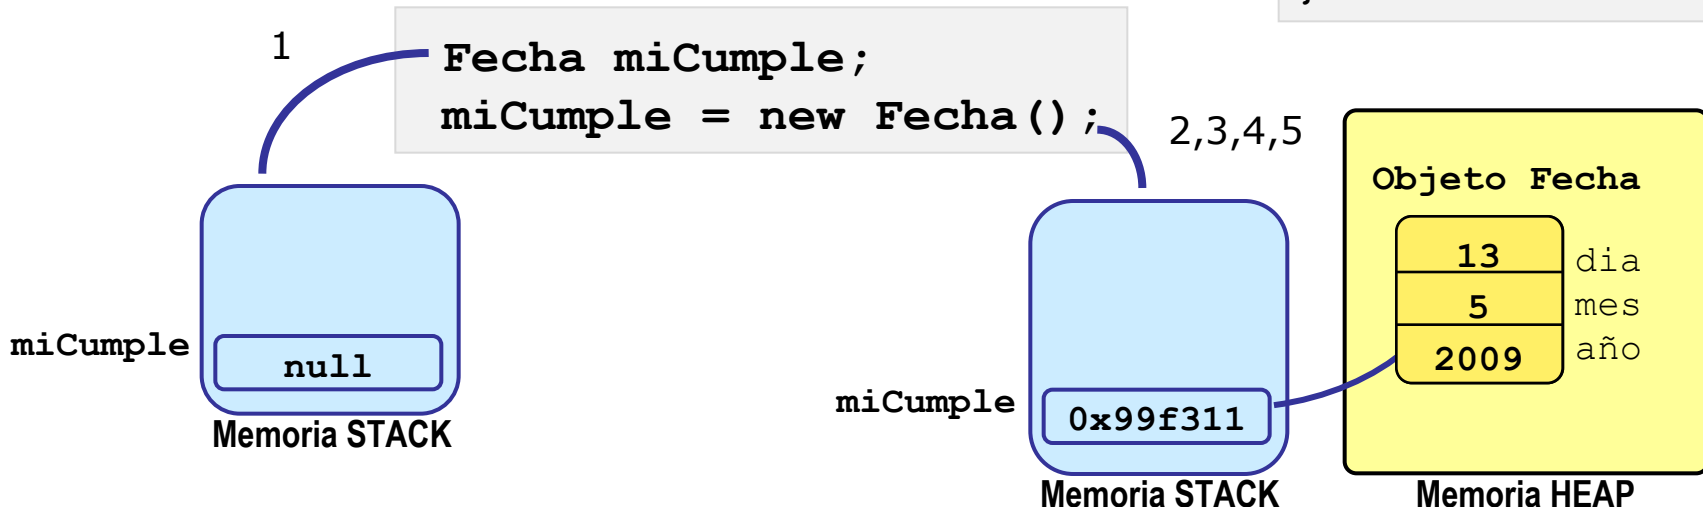 1
Fecha miCumple;
miCumple = new Fecha();
2,3,4,5
miCumple
null
Memoria STACK
miCumple
0x99f311
Memoria STACK
Objeto Fecha
13 dia
5 mes
2009 año
Memoria HEAP